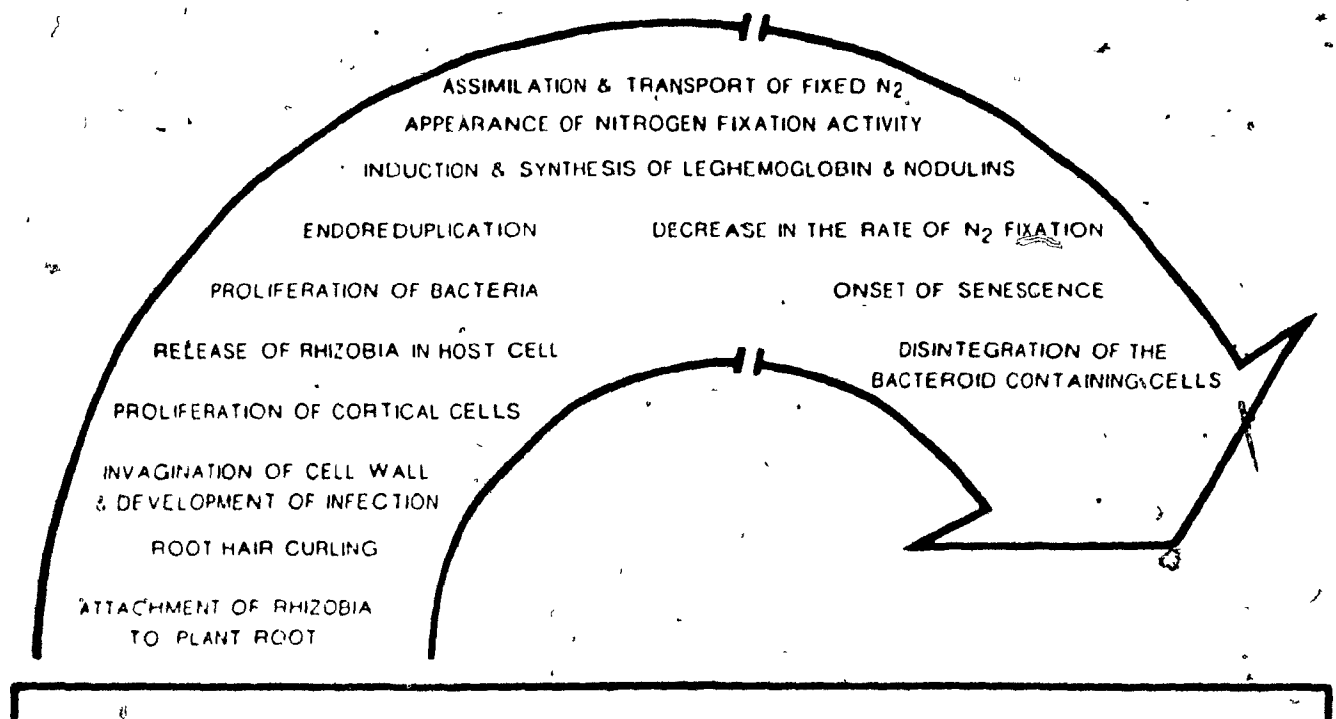 ASSIMILATION & TRANSPORT OF FIXED N₂
APPEARANCE OF NITROGEN FIXATION ACTIVITY
INDUCTION & SYNTHESIS OF LEGHEMOGLOBIN & NODULINS
ENDOREDUPLICATION
DECREASE IN THE RATE OF N₂ FIXATION
PROLIFERATION OF BACTERIA
ONSET OF SENESCENCE
RELEASE OF RHIZOBIA IN HOST CELL
DISINTEGRATION OF THE
BACTEROID CONTAINING CELLS
PROLIFERATION OF CORTICAL CELLS
INVAGINATION OF CELL WALL
& DEVELOPMENT OF INFECTION
ROOT HAIR CURLING
ATTACHMENT OF RHIZOBIA
TO PLANT ROOT